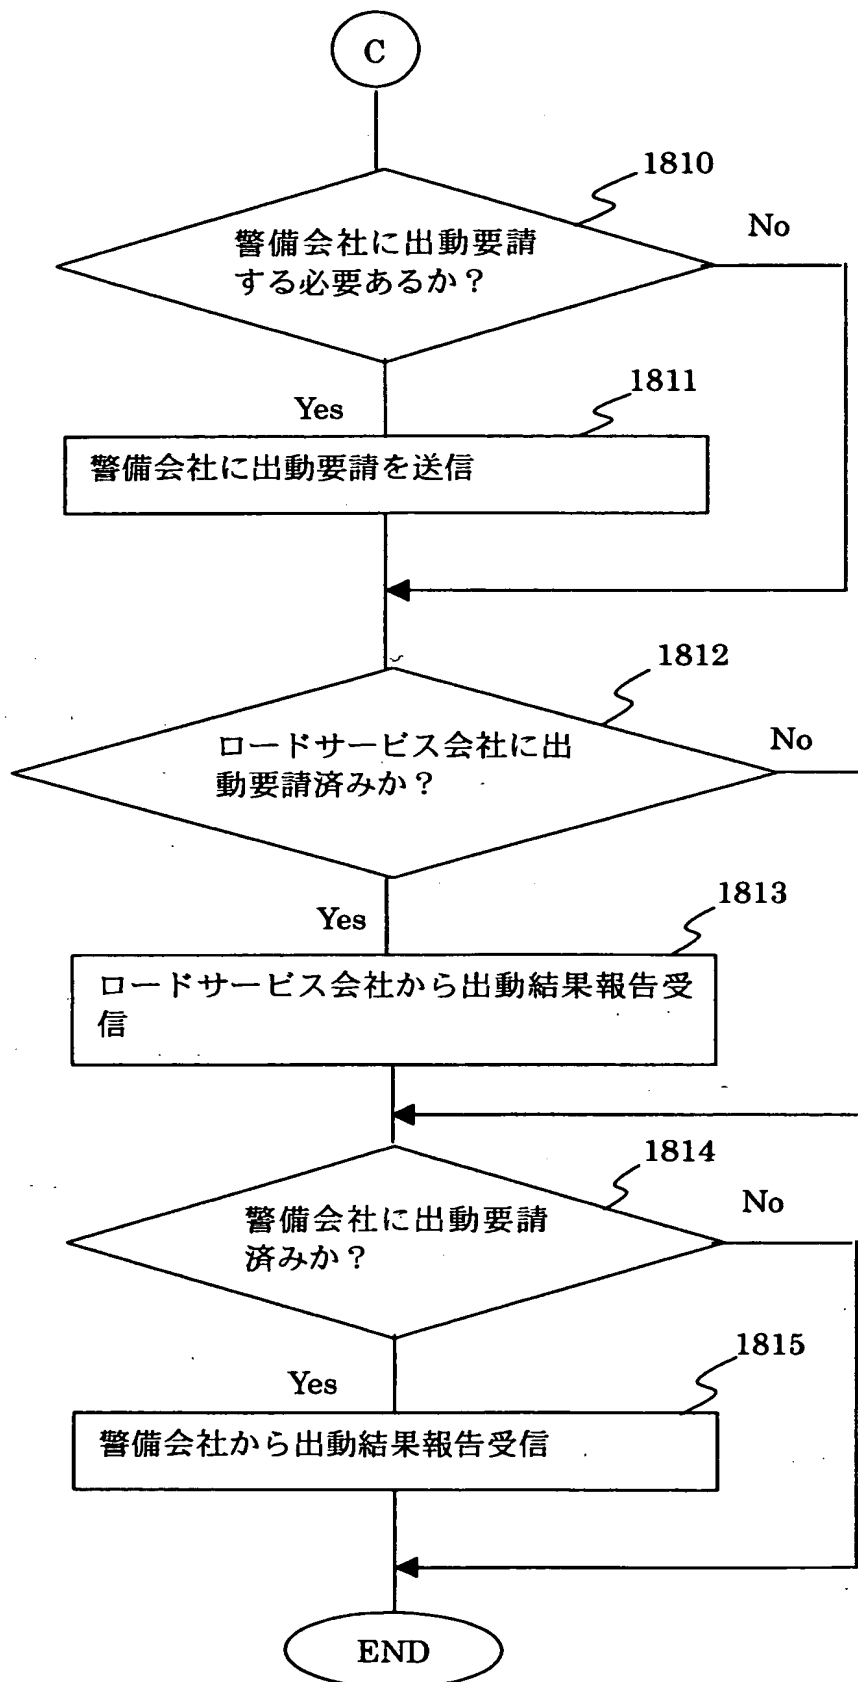 C
1810
No
警備会社に出動要請
する必要あるか？
1811
Yes
警備会社に出動要請を送信
1812
No
ロードサービス会社に出
動要請済みか？
1813
Yes
ロードサービス会社から出動結果報告受
信
1814
No
警備会社に出動要請
済みか？
1815
Yes
警備会社から出動結果報告受信
END